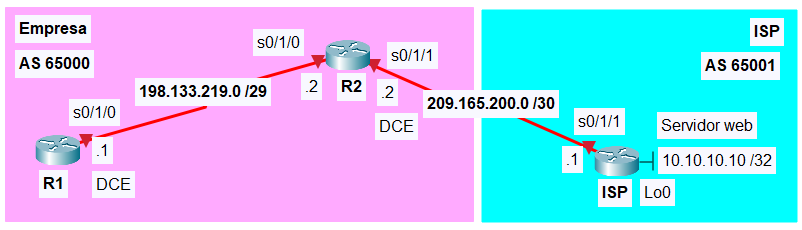 Empresa
AS 65000
s0/1/0
R2
s0/1/1
.2
.2
198.133.219.0 /29
209.165.200.0 /30
DCE
s0/1/0
.1
R1
DCE
ISP
AS 65001
s0/1/1
Servidor web
.1
10.10.10.10 /32
ISP
Lo0